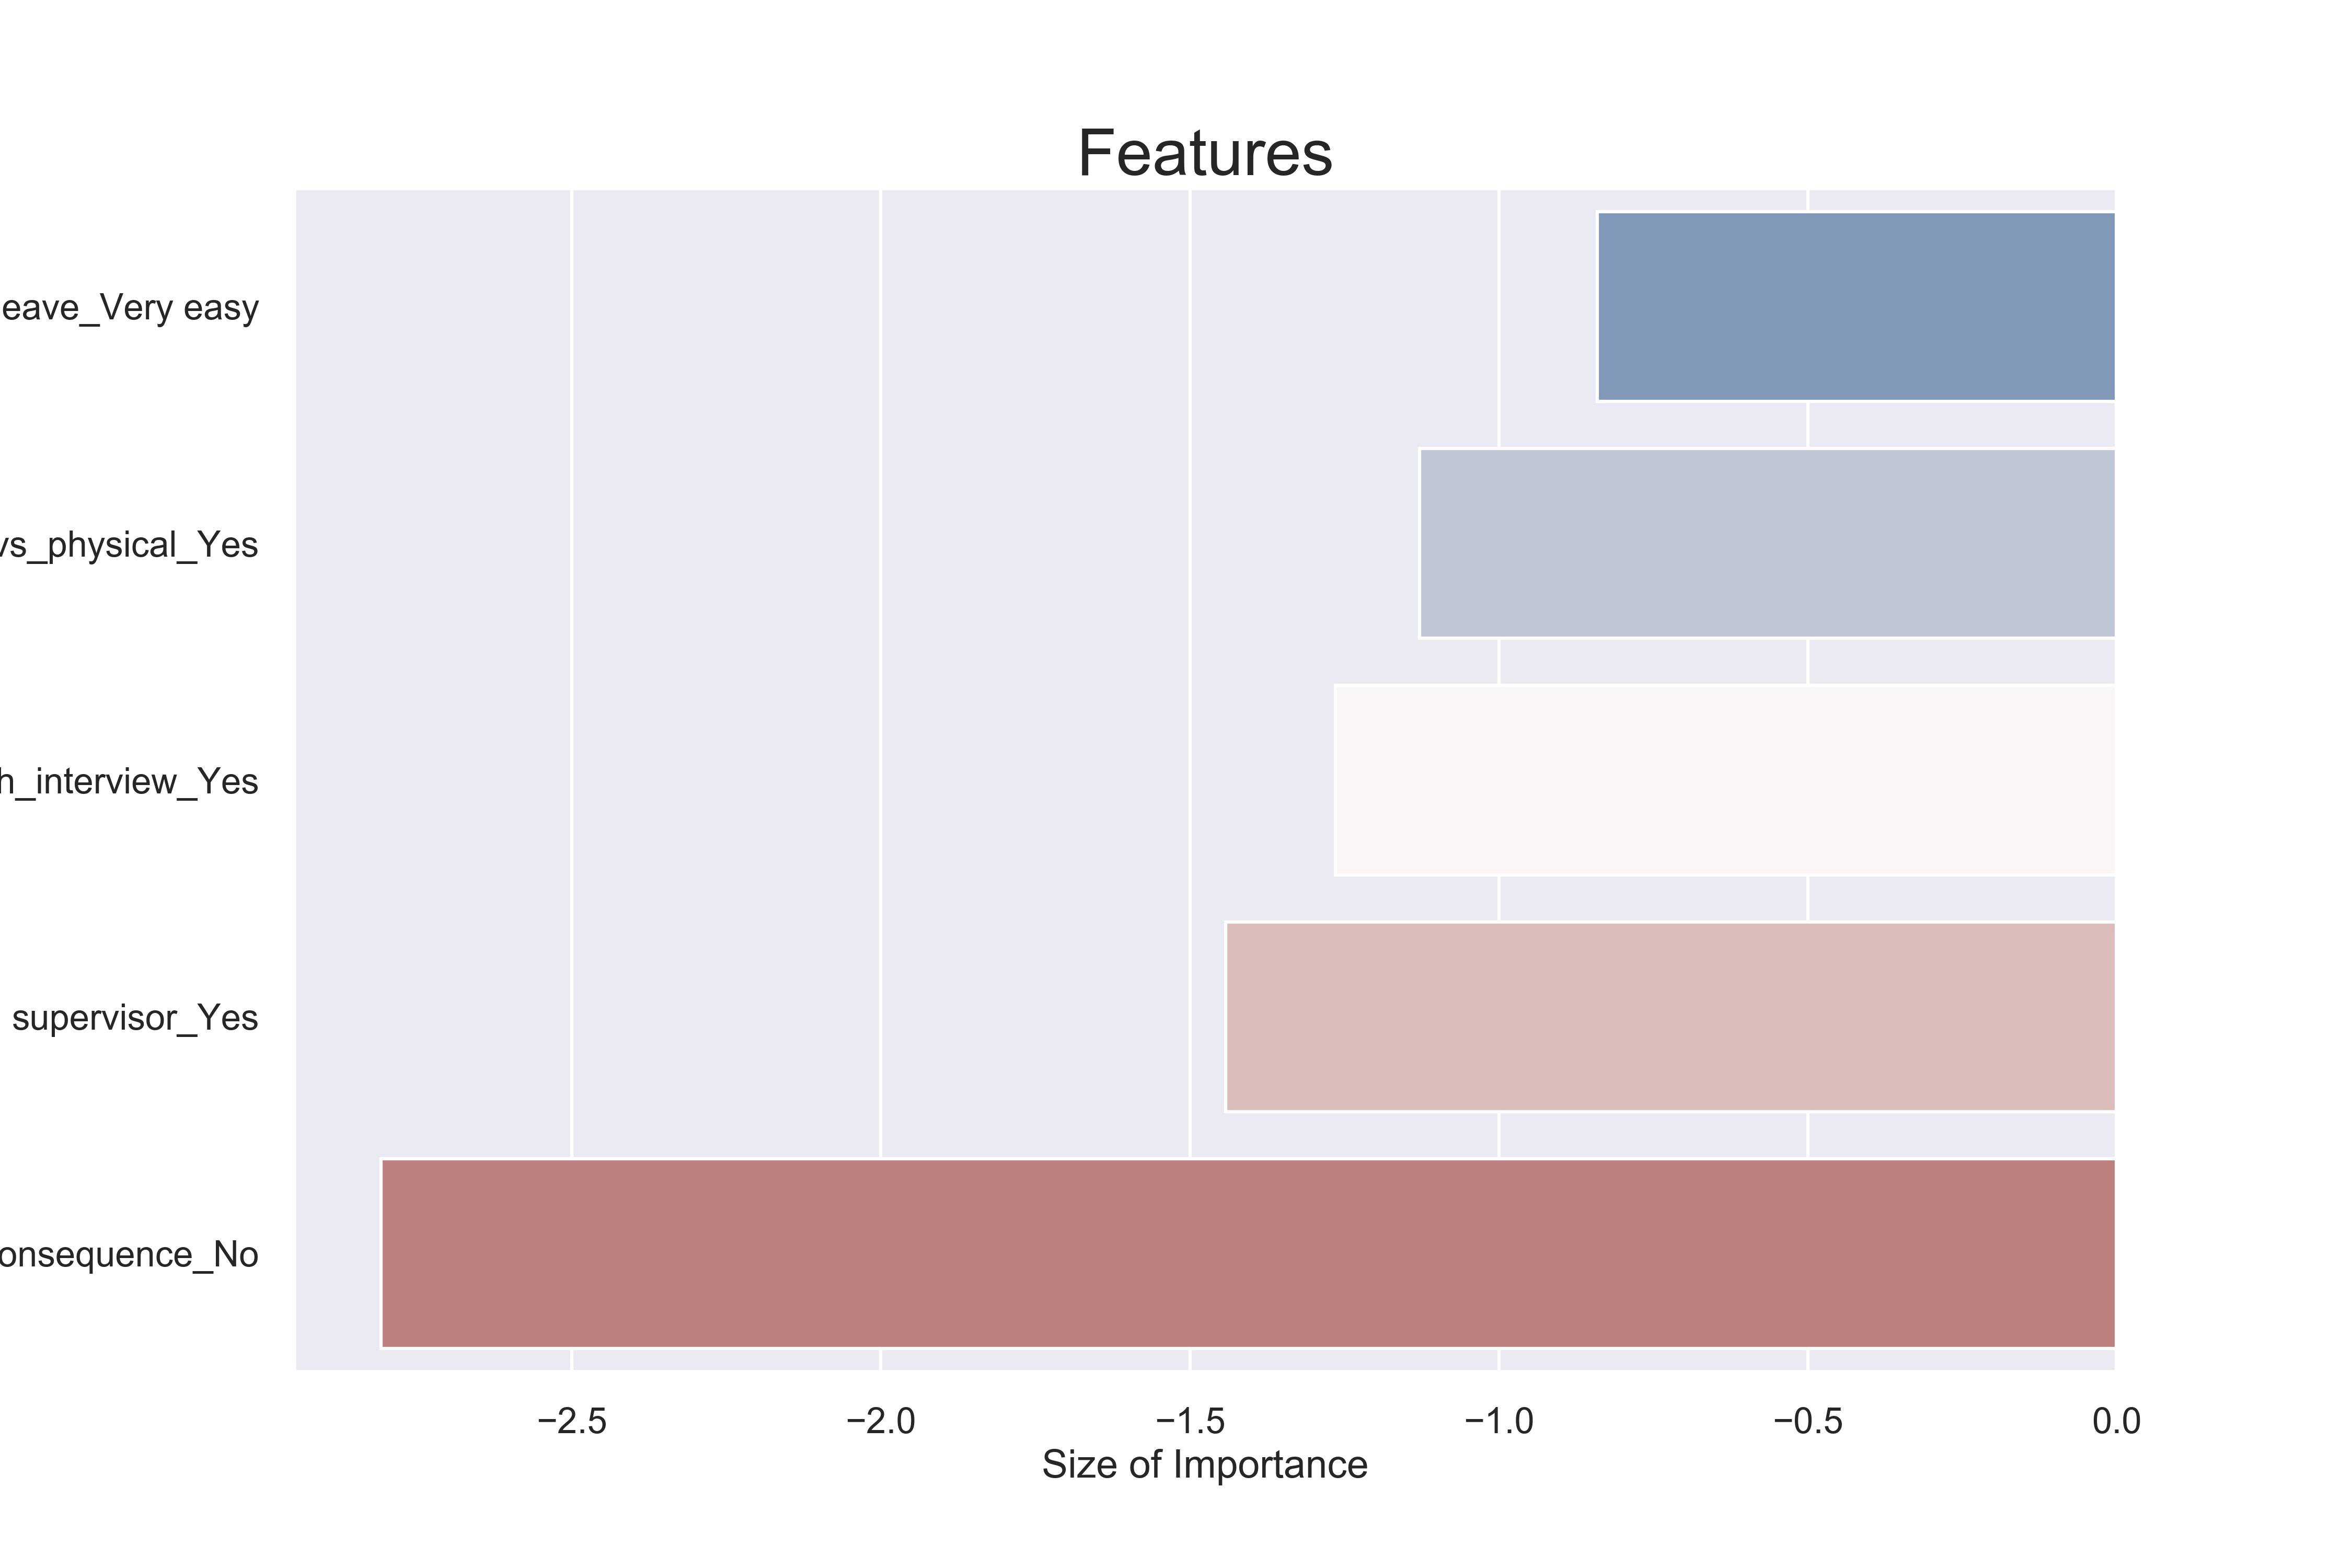 Features
eave_Very easy
vs_physical_Yes
h_interview_Yes
supervisor_Yes
onsequence_No
−2.5 −2.0 −1.5 −1.0 −0.5 0.0
Size of Importance